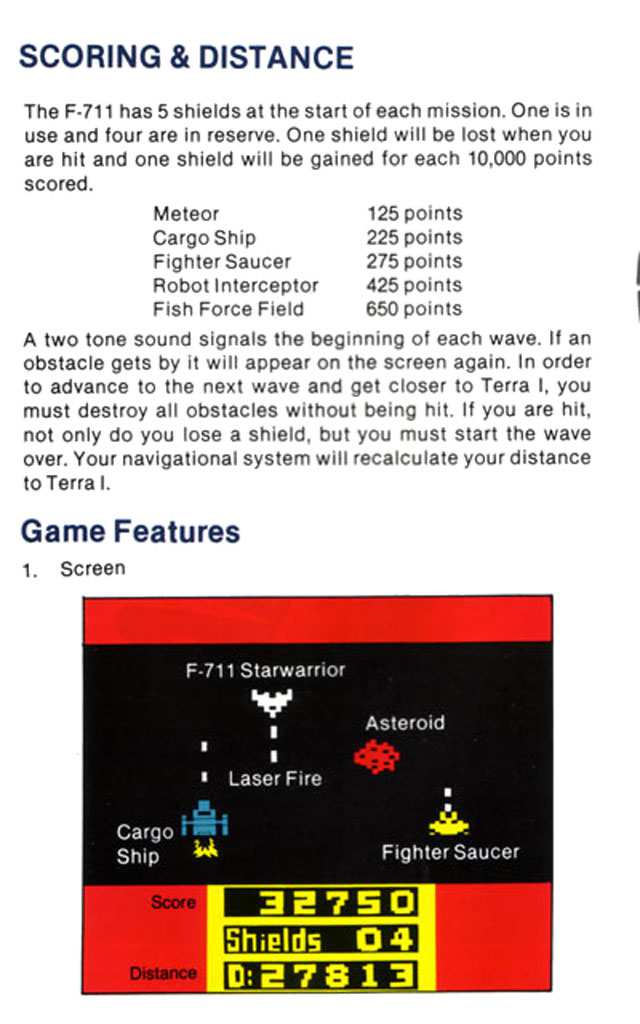 SCORING & DISTANCE
The F-711 has 5 shields at the start of each mission. One is in
use and four are in reserve. One shield will be lost when you
are hit and one shield will be gained for each 10,000 points
scored.
Meteor 125 points
Cargo Ship 225 points
Fighter Saucer 275 points
Robot Interceptor 425 points
Fish Force Field 650 points
A two tone sound signals the beginning of each wave. If an
obstacle gets by it will appear on the screen again. In order
to advance to the next wave and get closer to Terra I, you
must destroy all obstacles without being hit. If you are hit,
not only do you lose a shield, but you must start the wave
over. Your navigational system will recalculate your distance
to Terra I.
Game Features
1. Screen
F-711 Starwarrior
Asteroid
Laser Fire
Cargo
Ship
Fighter Saucer
Score 32750
Shields 04
Distance D:27813